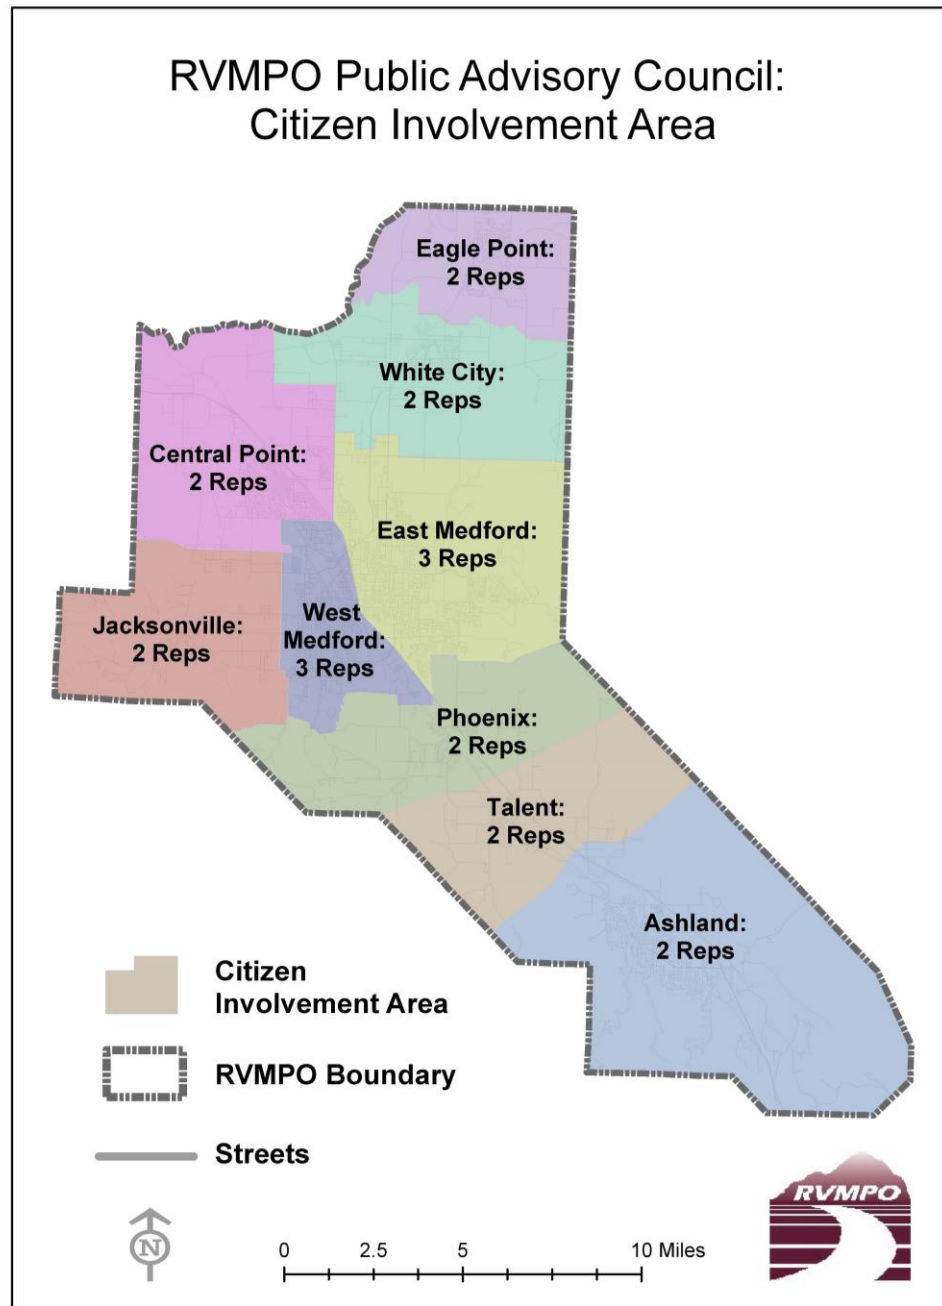 RVMPO Public Advisory Council:
Citizen Involvement Area
Eagle Point:
2 Reps
White City:
2 Reps
Central Point:
2 Reps
East Medford:
3 Reps
West
Medford:
3 Reps
Jacksonville:
2 Reps
Phoenix:
2 Reps
Talent:
2 Reps
Ashland:
2 Reps
Citizen
Involvement Area
RVMPO Boundary
Streets
N
0 2.5 5 10 Miles
RVMPO